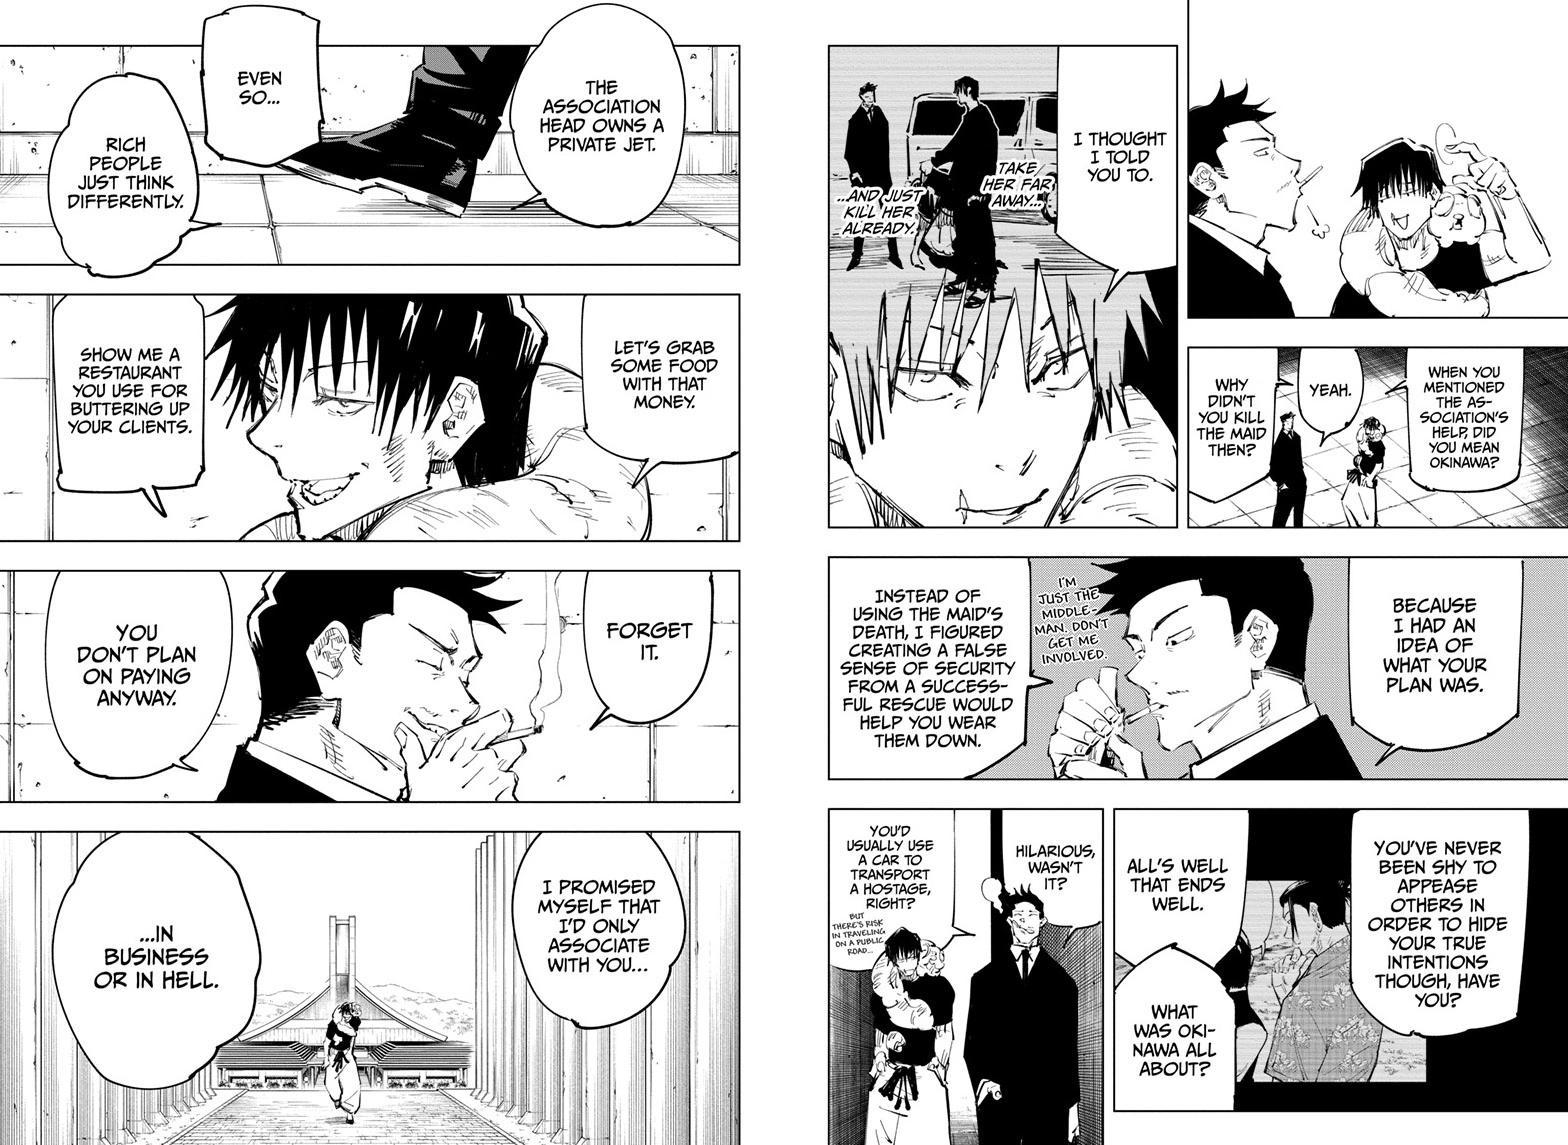 WHEN YOU
MENTIONED
THE AS-
SOCIATION'S
HELP, DID
YOU MEAN
OKINAWA?
YEAH.
WHY
DIDN'T
YOU KILL
THE MAID
THEN?
I THOUGHT
I TOLD
YOU TO.
TAKE
HER FAR
AWAY...
...AND JUST
KILL HER,
ALREADY.
BECAUSE
I HAD AN
IDEA OF
WHAT YOUR
PLAN WAS.
I'M
JUST THE
MIDDLE-
MAN. DON'T
GET ME
INVOLVED.
INSTEAD OF
USING THE MAID'S
DEATH, I FIGURED
CREATING A FALSE
SENSE OF SECURITY
FROM A SUCCESS-
FUL RESCUE WOULD
HELP YOU WEAR
THEM DOWN.
YOU'VE NEVER
BEEN SHY TO
APPEASE
OTHERS IN
ORDER TO HIDE
YOUR TRUE
INTENTIONS
THOUGH, HAVE
YOU?
ALL'S WELL
THAT ENDS
WELL.
WHAT
WAS OKI-
NAWA ALL
ABOUT?
HILARIOUS,
WASN'T
IT?
YOU'D
USUALLY USE
A CAR TO
TRANSPORT
A HOSTAGE,
RIGHT?
BUT
THERE'S RISK
IN TRAVELING
ON A PUBLIC
ROAD...
THE
ASSOCIATION
HEAD OWNS A
PRIVATE JET.
EVEN
SO...
RICH
PEOPLE
JUST THINK
DIFFERENTLY.
LET'S GRAB
SOME FOOD
WITH THAT
MONEY.
SHOW ME A
RESTAURANT
YOU USE FOR
BUTTERING UP
YOUR CLIENTS.
FORGET
IT.
YOU
DON'T PLAN
ON PAYING
ANYWAY.
I PROMISED
MYSELF THAT
I'D ONLY
ASSOCIATE
WITH YOU...
...IN
BUSINESS
OR IN HELL.